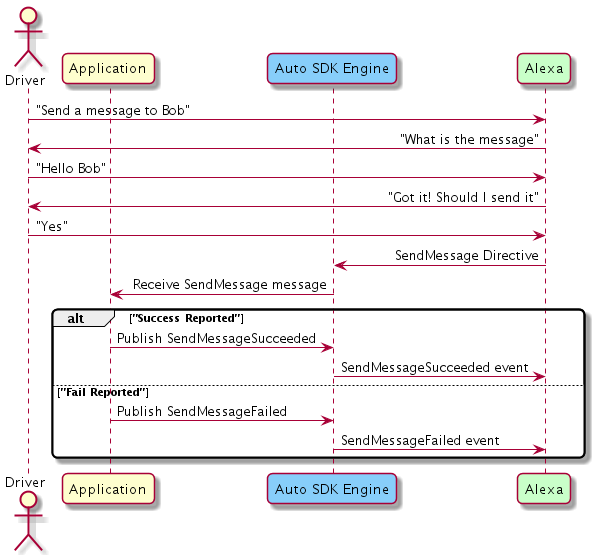 Driver
Application
Auto SDK Engine
Alexa
"Send a message to Bob"
"What is the message"
"Hello Bob"
"Got it! Should I send it"
"Yes"
SendMessage Directive
Receive SendMessage message
alt
["Success Reported"]
Publish SendMessageSucceeded
SendMessageSucceeded event
["Fail Reported"]
Publish SendMessageFailed
SendMessageFailed event
Driver
Application
Auto SDK Engine
Alexa